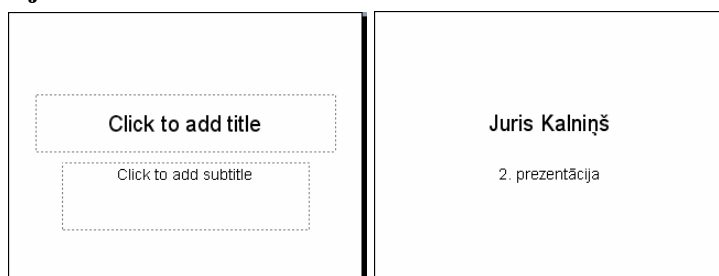 Click to add title
Click to add subtitle
Juris Kalniņš
2. prezentācija